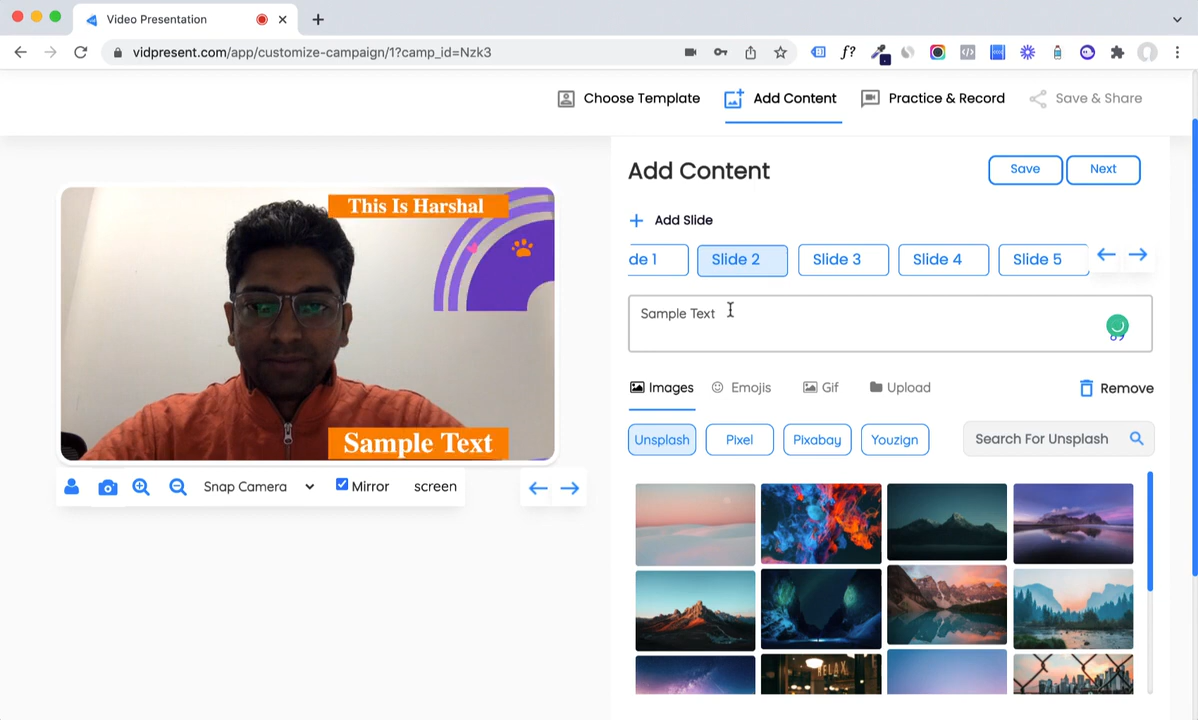 Video Presentation
vidpresent.com/app/customize-campaign/1?camp_id=Nzk3
f?
Choose Template
Add Content
Practice & Record
Save & Share
Add Content
Save
Next
Add Slide
de 1
Slide 2
Slide 3
Slide 4
Slide 5
Sample Text
Images
Emojis
Gif
Upload
Remove
Unsplash
Pixel
Pixabay
Youzign
Search For Unsplash
RELAX
This Is Harshal
Sample Text
Snap Camera
Mirror
screen